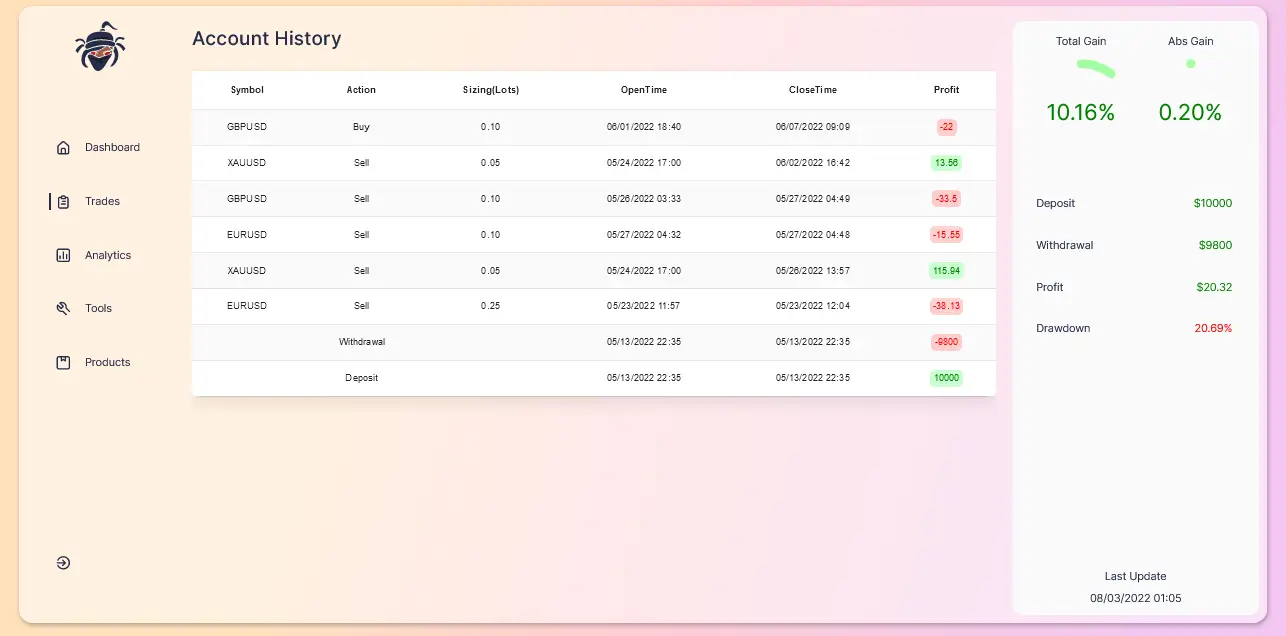 Account History
Dashboard
Trades
Analytics
Tools
Products
Symbol Action Sizing(Lots) OpenTime CloseTime Profit
GBPUSD Buy 0.10 06/01/2022 18:40 06/07/2022 09:09 -22
XAUUSD Sell 0.05 05/24/2022 17:00 06/02/2022 16:42 13.56
GBPUSD Sell 0.10 05/26/2022 03:33 05/27/2022 04:49 -33.5
EURUSD Sell 0.10 05/27/2022 04:32 05/27/2022 04:48 -15.55
XAUUSD Sell 0.05 05/24/2022 17:00 05/26/2022 13:57 115.94
EURUSD Sell 0.25 05/23/2022 11:57 05/23/2022 12:04 -38.13
Withdrawal 05/13/2022 22:35 05/13/2022 22:35 -9800
Deposit 05/13/2022 22:35 05/13/2022 22:35 10000
Total Gain Abs Gain
10.16% 0.20%
Deposit $10000
Withdrawal $9800
Profit $20.32
Drawdown 20.69%
Last Update
08/03/2022 01:05